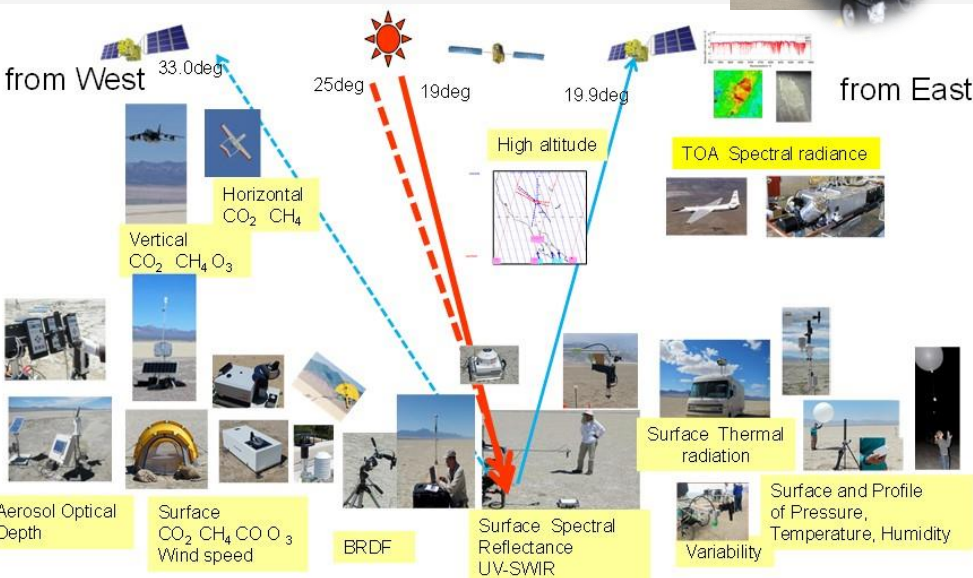 from West
33.0deg
25deg
19deg
19.9deg
from East
High altitude
TOA Spectral radiance
Horizontal
CO2 CH4
Vertical
CO2 CH4 O3
Surface Thermal
radiation
Aerosol Optical
Depth
Surface
CO2 CH4 CO O3
Wind speed
BRDF
Surface Spectral
Reflectance
UV-SWIR
Variability
Surface and Profile
of Pressure,
Temperature, Humidity